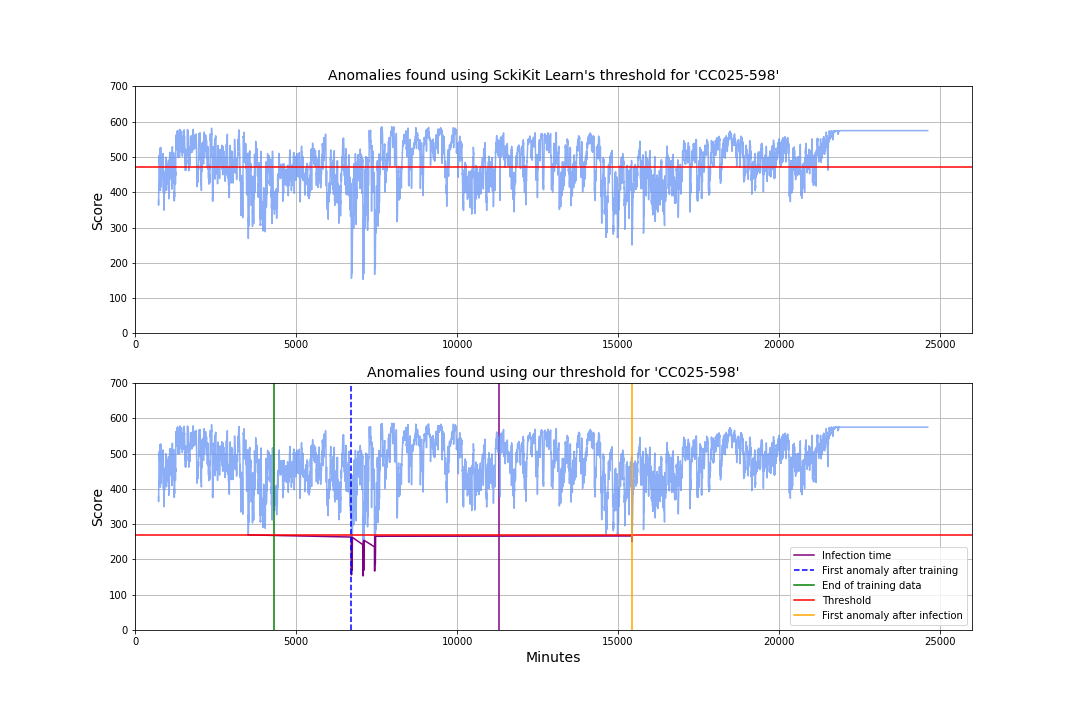 Anomalies found using SckiKit Learn's threshold for 'CC025-598'
700
600
500
400
300
200
100
0
Score
0 5000 10000 15000 20000 25000
Anomalies found using our threshold for 'CC025-598'
700
600
500
400
300
200
100
0
Score
Infection time
First anomaly after training
End of training data
Threshold
First anomaly after infection
0 5000 10000 15000 20000 25000
Minutes